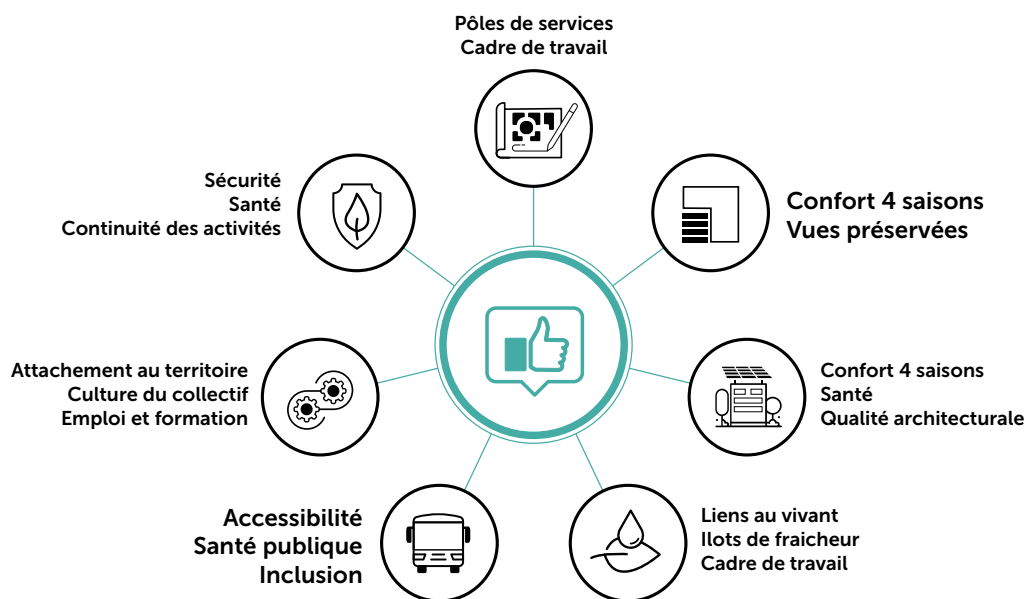 Pôles de services
Cadre de travail
Sécurité
Santé
Continuité des activités
Confort 4 saisons
Vues préservées
Attachement au territoire
Culture du collectif
Emploi et formation
Confort 4 saisons
Santé
Qualité architecturale
Accessibilité
Santé publique
Inclusion
Liens au vivant
Ilots de fraicheur
Cadre de travail